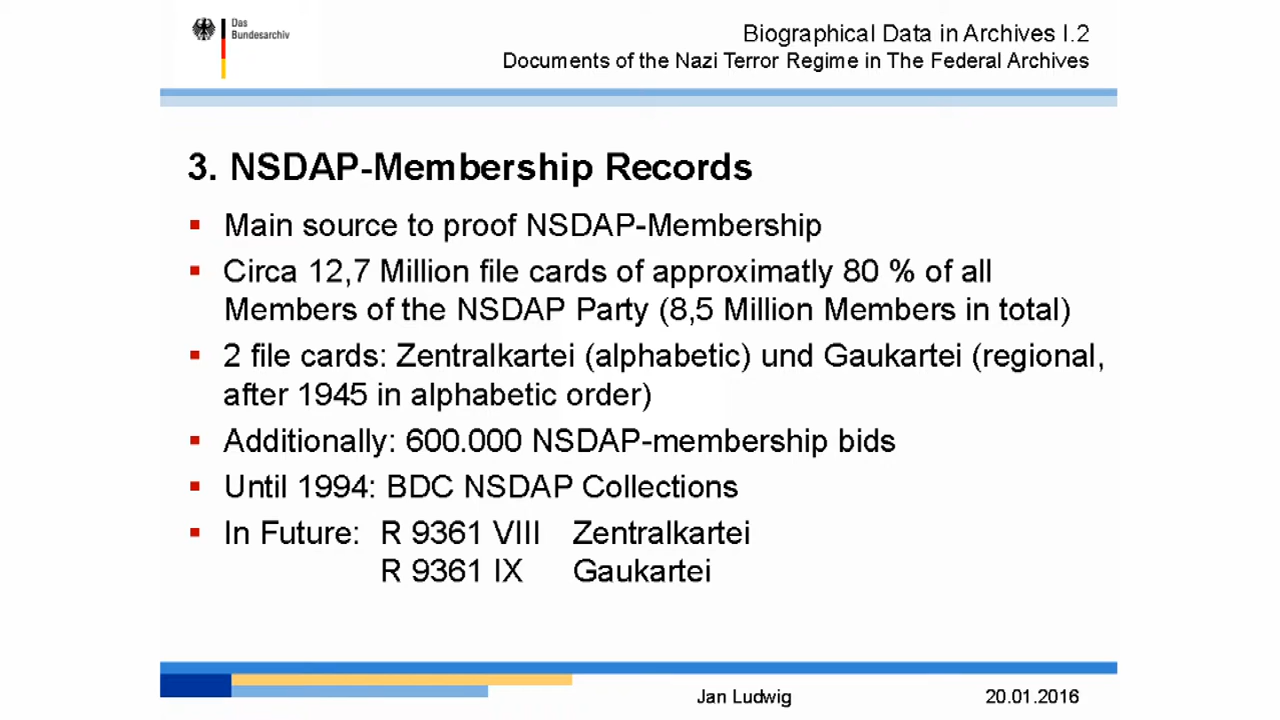 Das
Bundesarchiv
Biographical Data in Archives I.2
Documents of the Nazi Terror Regime in The Federal Archives
3. NSDAP-Membership Records
Main source to proof NSDAP-Membership
Circa 12,7 Million file cards of approximatly 80 % of all
Members of the NSDAP Party (8,5 Million Members in total)
2 file cards: Zentralkartei (alphabetic) und Gaukartei (regional,
after 1945 in alphabetic order)
Additionally: 600.000 NSDAP-membership bids
Until 1994: BDC NSDAP Collections
In Future: R 9361 VIII Zentralkartei
R 9361 IX Gaukartei
Jan Ludwig 20.01.2016